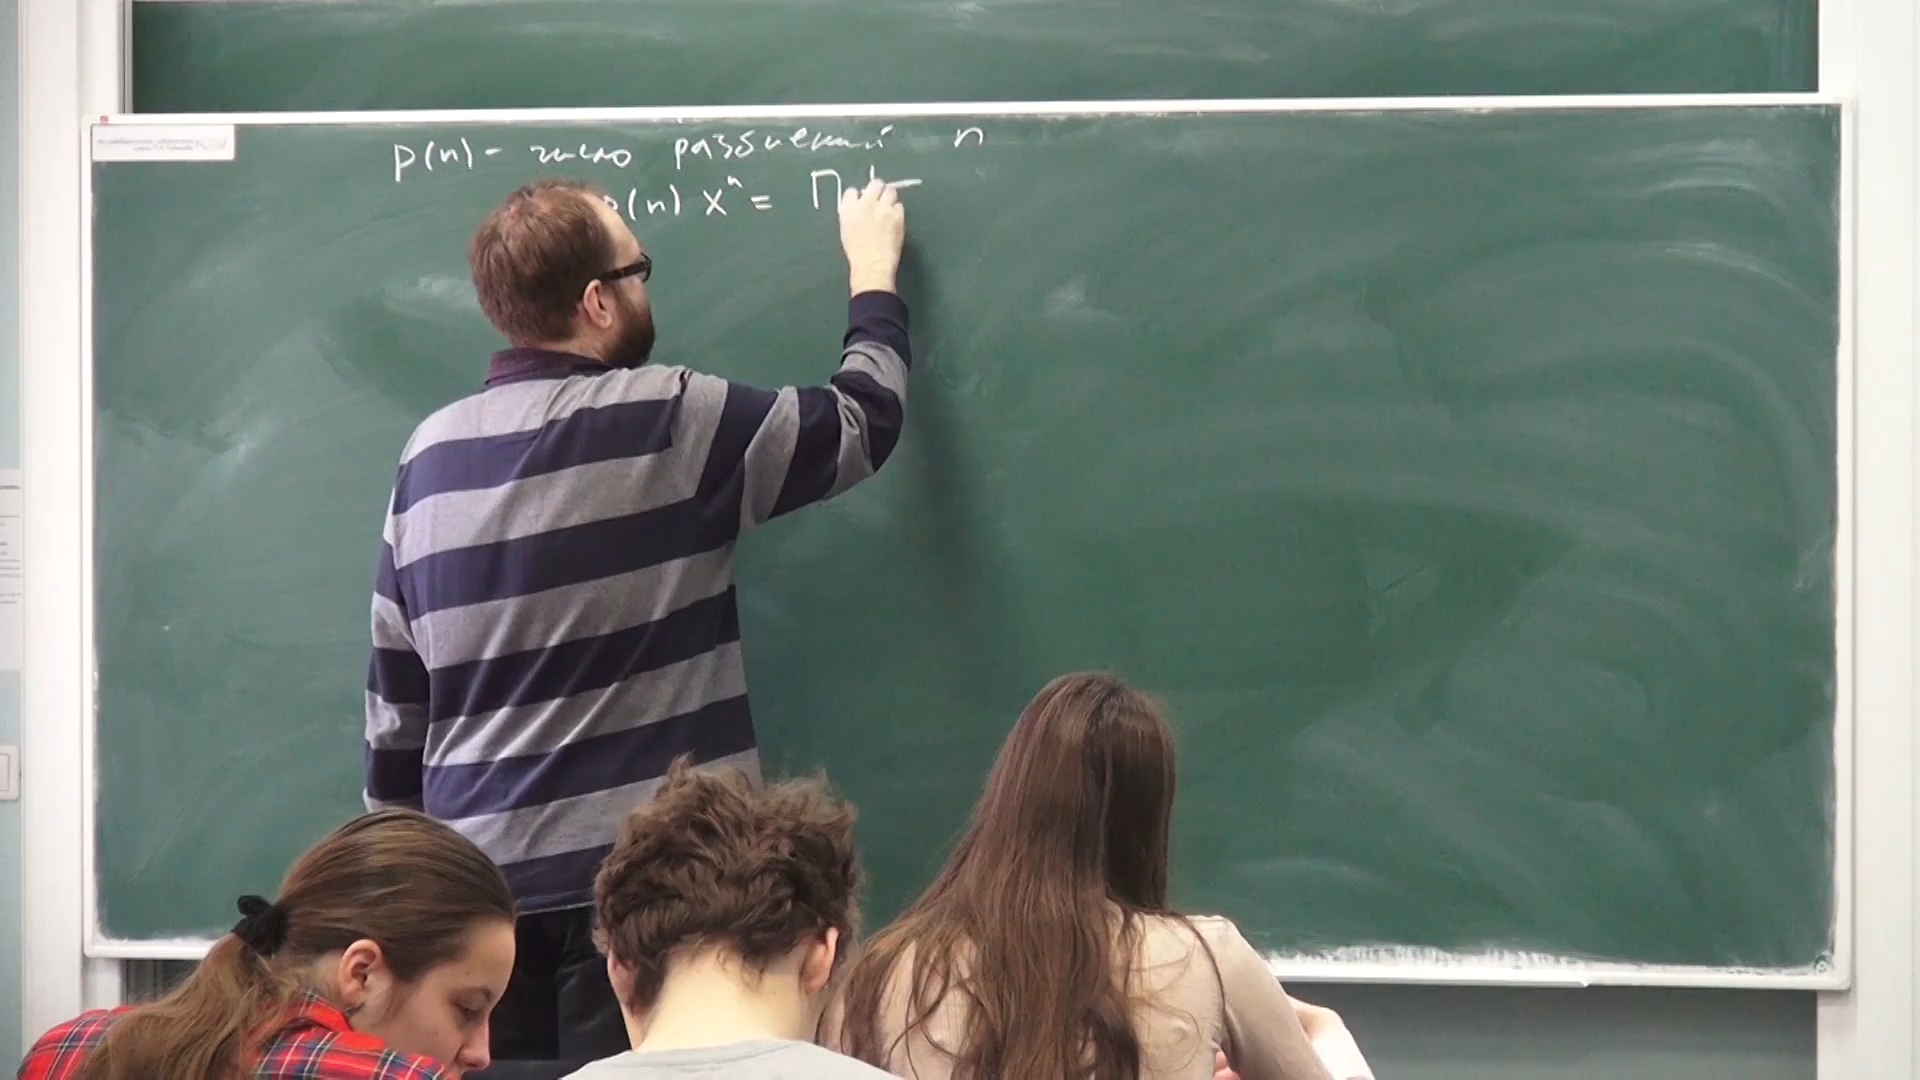 p(n) - число разбиений n
p(n) xⁿ = ∏